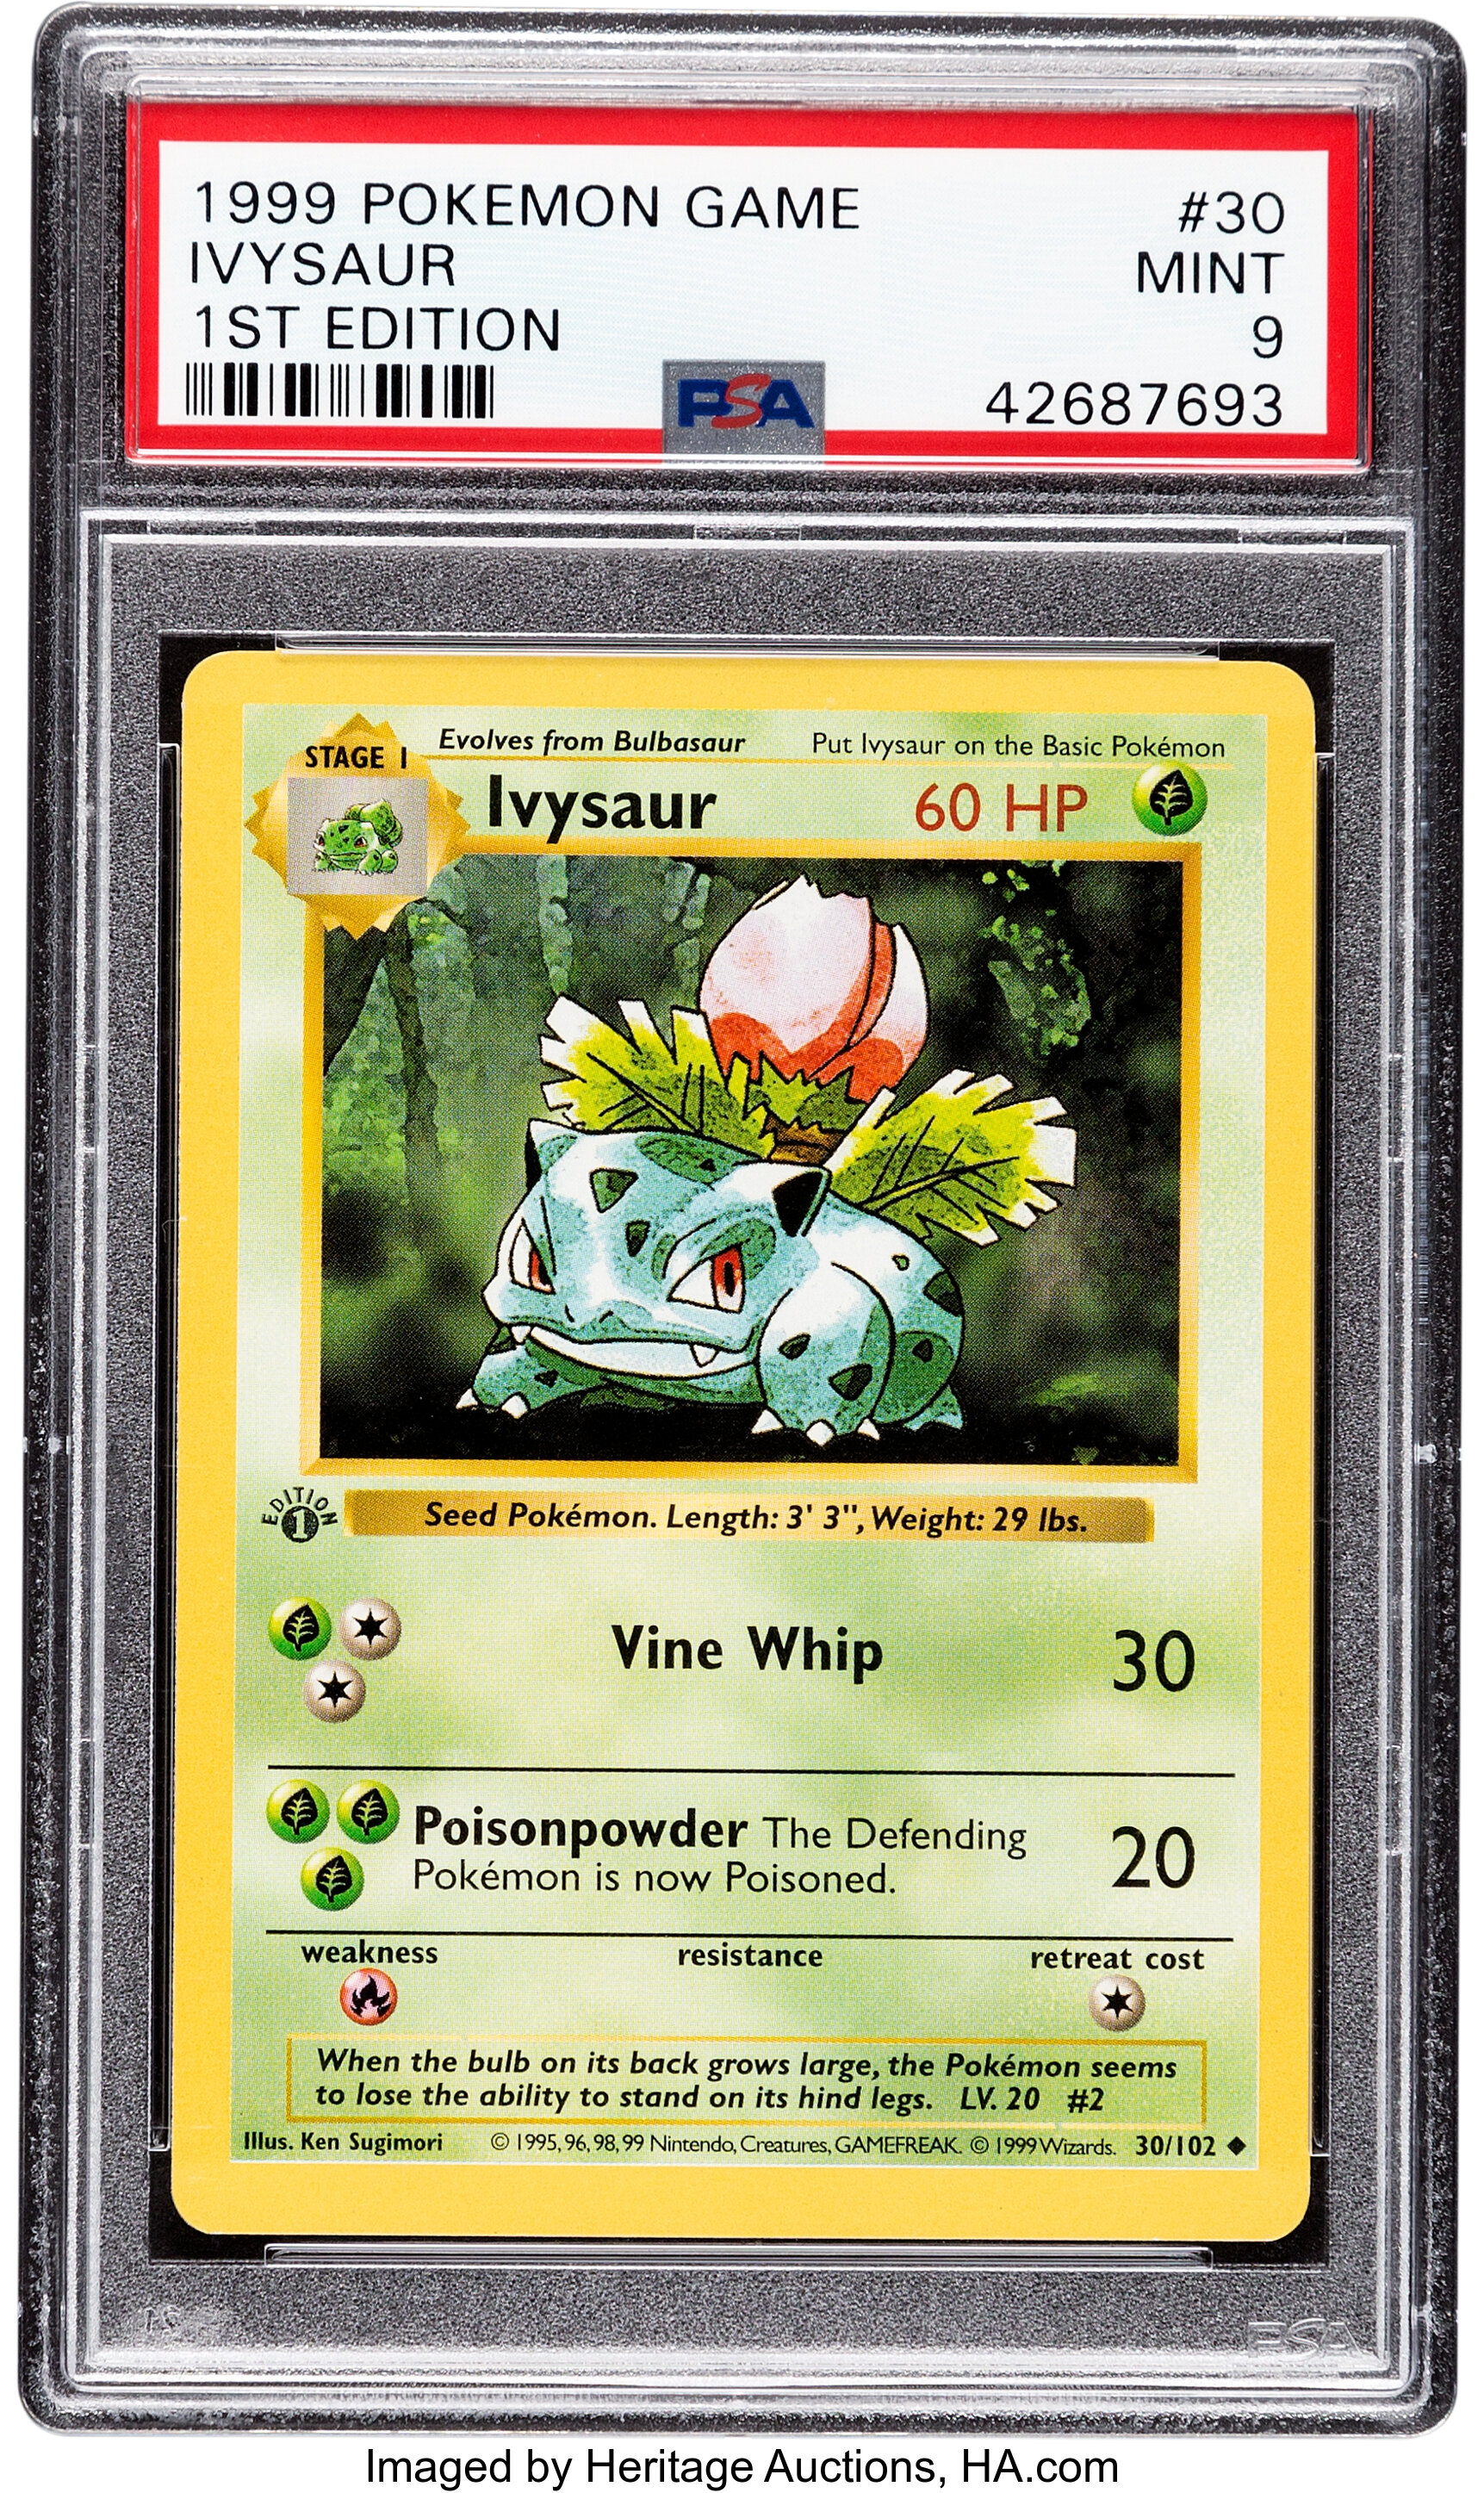 1999 POKEMON GAME #30
IVYSAUR MINT
1ST EDITION 9
PSA 42687693
STAGE 1 Evolves from Bulbasaur Put Ivysaur on the Basic Pokémon
Ivysaur 60 HP
EDITION 1
Seed Pokémon. Length: 3' 3", Weight: 29 lbs.
Vine Whip 30
Poisonpowder The Defending
Pokémon is now Poisoned. 20
weakness resistance retreat cost
When the bulb on its back grows large, the Pokémon seems
to lose the ability to stand on its hind legs. LV. 20 #2
Illus. Ken Sugimori © 1995, 96, 98, 99 Nintendo, Creatures, GAMEFREAK. © 1999 Wizards. 30/102
PSA
Imaged by Heritage Auctions, HA.com